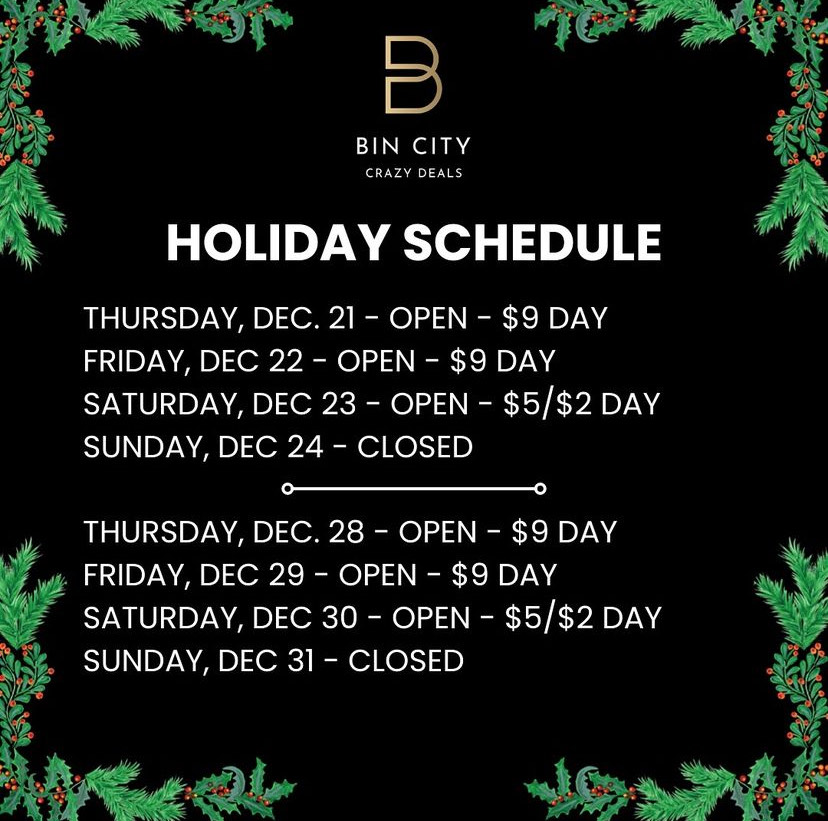 BIN CITY
CRAZY DEALS
HOLIDAY SCHEDULE
THURSDAY, DEC. 21 - OPEN - $9 DAY
FRIDAY, DEC 22 - OPEN - $9 DAY
SATURDAY, DEC 23 - OPEN - $5/$2 DAY
SUNDAY, DEC 24 - CLOSED
THURSDAY, DEC. 28 - OPEN - $9 DAY
FRIDAY, DEC 29 - OPEN - $9 DAY
SATURDAY, DEC 30 - OPEN - $5/$2 DAY
SUNDAY, DEC 31 - CLOSED